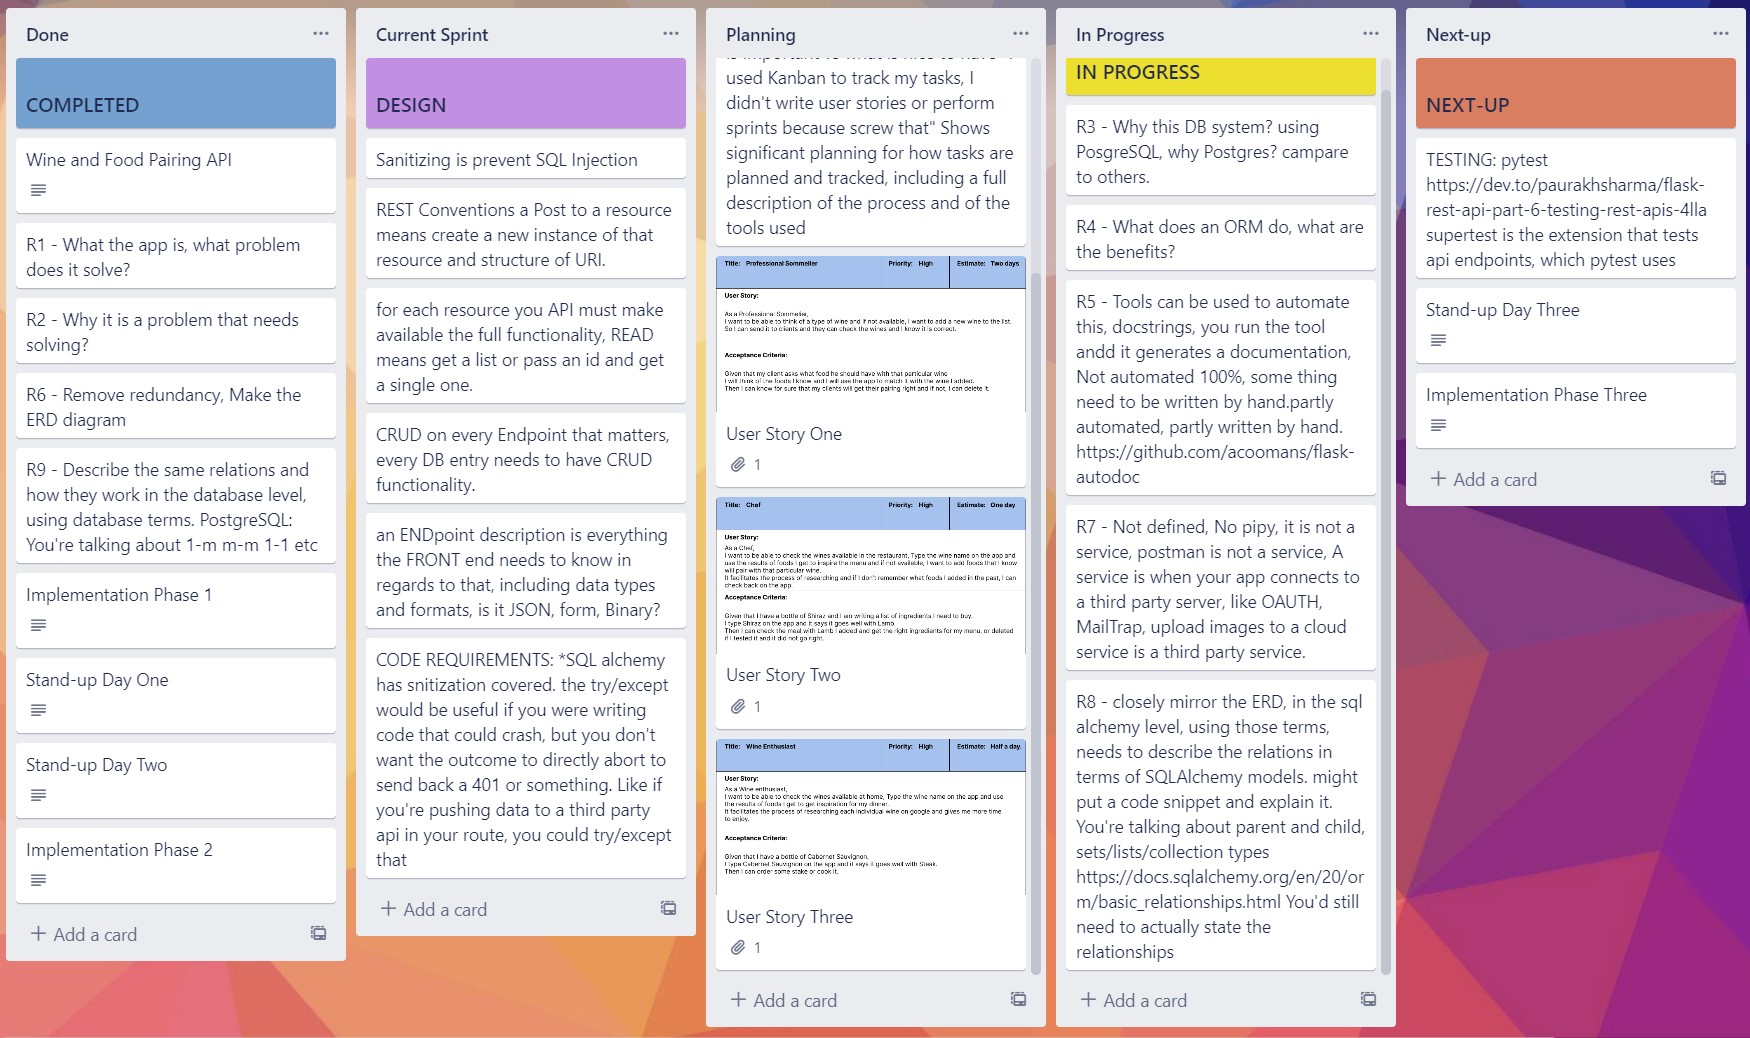 Done
COMPLETED
Wine and Food Pairing API
R1 - What the app is, what problem
does it solve?
R2 - Why it is a problem that needs
solving?
R6 - Remove redundancy, Make the
ERD diagram
R9 - Describe the same relations and
how they work in the database level,
using database terms. PostgreSQL:
You're talking about 1-m m-m 1-1 etc
Implementation Phase 1
Stand-up Day One
Stand-up Day Two
Implementation Phase 2
Add a card
Current Sprint
DESIGN
Sanitizing is prevent SQL Injection
REST Conventions a Post to a resource
means create a new instance of that
resource and structure of URI.
for each resource you API must make
available the full functionality, READ
means get a list or pass an id and get
a single one.
CRUD on every Endpoint that matters,
every DB entry needs to have CRUD
functionality.
an ENDpoint description is everything
the FRONT end needs to know in
regards to that, including data types
and formats, is it JSON, form, Binary?
CODE REQUIREMENTS: *SQL alchemy
has snitization covered. the try/except
would be useful if you were writing
code that could crash, but you don't
want the outcome to directly abort to
send back a 401 or something. Like if
you're pushing data to a third party
api in your route, you could try/except
that
Add a card
Planning
used Kanban to track my tasks, I
didn't write user stories or perform
sprints because screw that" Shows
significant planning for how tasks are
planned and tracked, including a full
description of the process and of the
tools used
Title: Professional Sommelier Priority: High Estimate: Two days
User Story:
As a Professional Sommelier,
I want to be able to think of a type of wine and if not available, I want to add a new wine to the list.
So I can send it to clients and they can check the wines and I know it is correct.
Acceptance Criteria:
Given that my client asks what food he should have with that particular wine
I will think of the foods I know and I will use the app to match it with the wine I added.
Then I can know for sure that my clients will get their pairing right and if not, I can delete it.
User Story One
1
Title: Chef Priority: High Estimate: One day
User Story:
As a Chef,
I want to be able to check the wines available in the restaurant, Type the wine name on the app and
use the results of foods I get to inspire the menu and if not available, I want to add foods that I know
will pair with that particular wine.
It facilitates the process of researching and if I don't remember what foods I added in the past, I can
check back on the app.
Acceptance Criteria:
Given that I have a bottle of Shiraz and I am writing a list of ingredients I need to buy.
I type Shiraz on the app and it says it goes well with Lamb.
Then I can check the meal with Lamb I added and get the right ingredients for my menu, or deleted
if I tested it and it did not go right.
User Story Two
1
Title: Wine Enthusiast Priority: High Estimate: Half a day.
User Story:
As a Wine enthusiast,
I want to be able to check the wines available at home, Type the wine name on the app and use
the results of foods I get to get inspiration for my dinner.
It facilitates the process of researching each individual wine on google and gives me more time
to enjoy.
Acceptance Criteria:
Given that I have a bottle of Cabernet Sauvignon.
I type Cabernet Sauvignon on the app and it says it goes well with Steak.
Then I can order some stake or cook it.
User Story Three
1
Add a card
In Progress
IN PROGRESS
R3 - Why this DB system? using
PosgreSQL, why Postgres? campare
to others.
R4 - What does an ORM do, what are
the benefits?
R5 - Tools can be used to automate
this, docstrings, you run the tool
andd it generates a documentation,
Not automated 100%, some thing
need to be written by hand.partly
automated, partly written by hand.
https://github.com/acoomans/flask-
autodoc
R7 - Not defined, No pipy, it is not a
service, postman is not a service, A
service is when your app connects to
a third party server, like OAUTH,
MailTrap, upload images to a cloud
service is a third party service.
R8 - closely mirror the ERD, in the sql
alchemy level, using those terms,
needs to describe the relations in
terms of SQLAlchemy models. might
put a code snippet and explain it.
You're talking about parent and child,
sets/lists/collection types
https://docs.sqlalchemy.org/en/20/or
m/basic_relationships.html You'd still
need to actually state the
relationships
Add a card
Next-up
NEXT-UP
TESTING: pytest
https://dev.to/paurakhsharma/flask-
rest-api-part-6-testing-rest-apis-4lla
supertest is the extension that tests
api endpoints, which pytest uses
Stand-up Day Three
Implementation Phase Three
Add a card